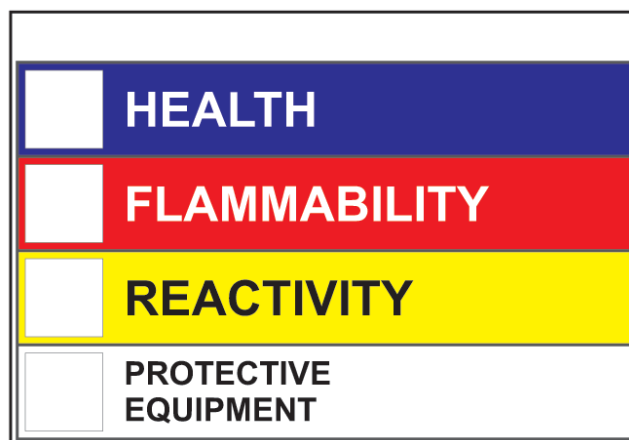 HEALTH
FLAMMABILITY
REACTIVITY
PROTECTIVE
EQUIPMENT